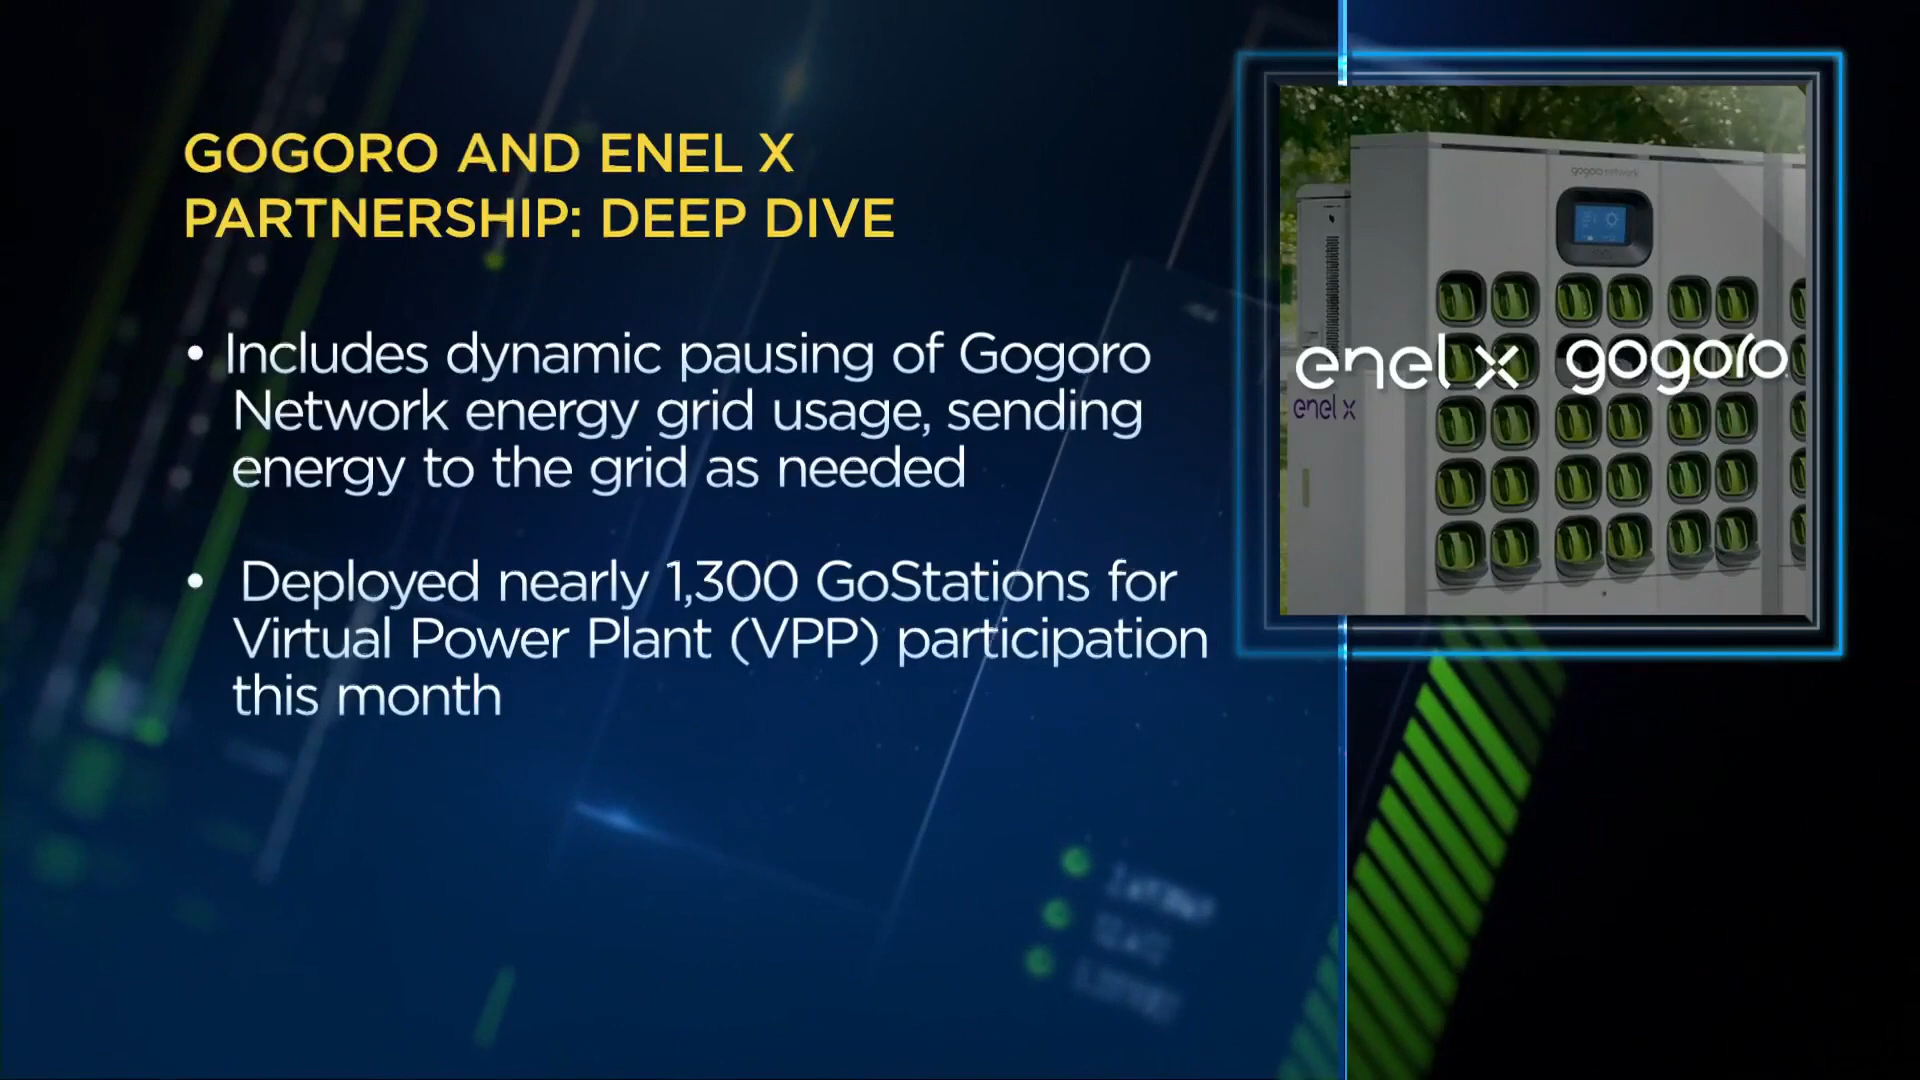 GOGORO AND ENEL X
PARTNERSHIP: DEEP DIVE
• Includes dynamic pausing of Gogoro
Network energy grid usage, sending
energy to the grid as needed
• Deployed nearly 1,300 GoStations for
Virtual Power Plant (VPP) participation
this month
gogoro network
enel x gogoro
enel x